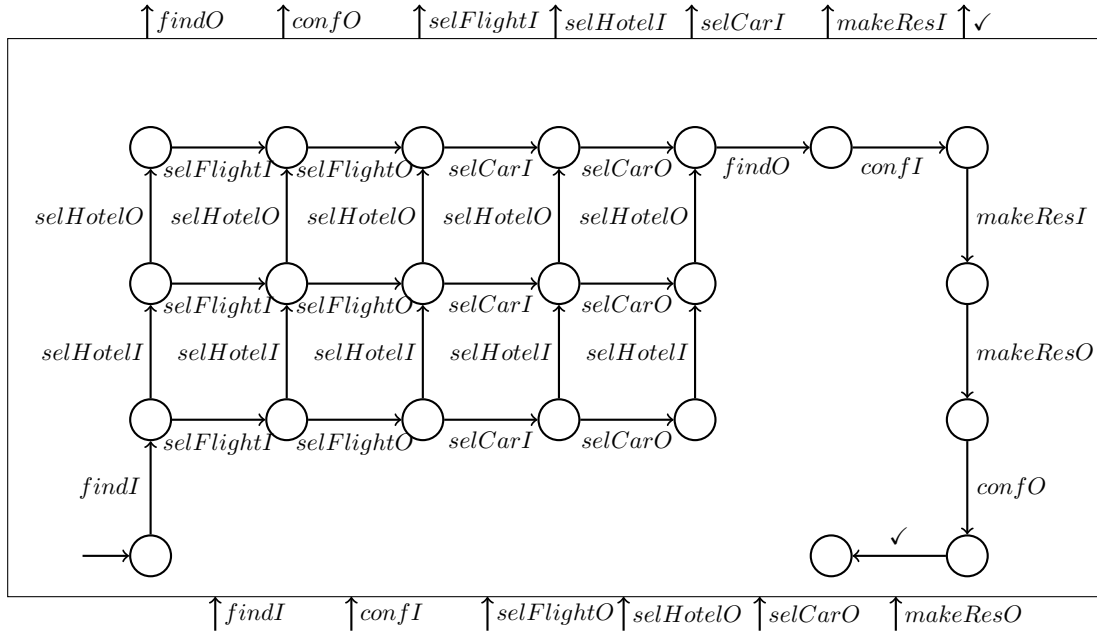 findO confO selFlightI selHotelI selCarI makeResI ✓
selFlightI selFlightO selCarI selCarO findO confI
selHotelO selHotelO selHotelO selHotelO selHotelO makeResI
selFlightI selFlightO selCarI selCarO
selHotelI selHotelI selHotelI selHotelI selHotelI makeResO
selFlightI selFlightO selCarI selCarO
findI confO
✓
findI confI selFlightO selHotelO selCarO makeResO